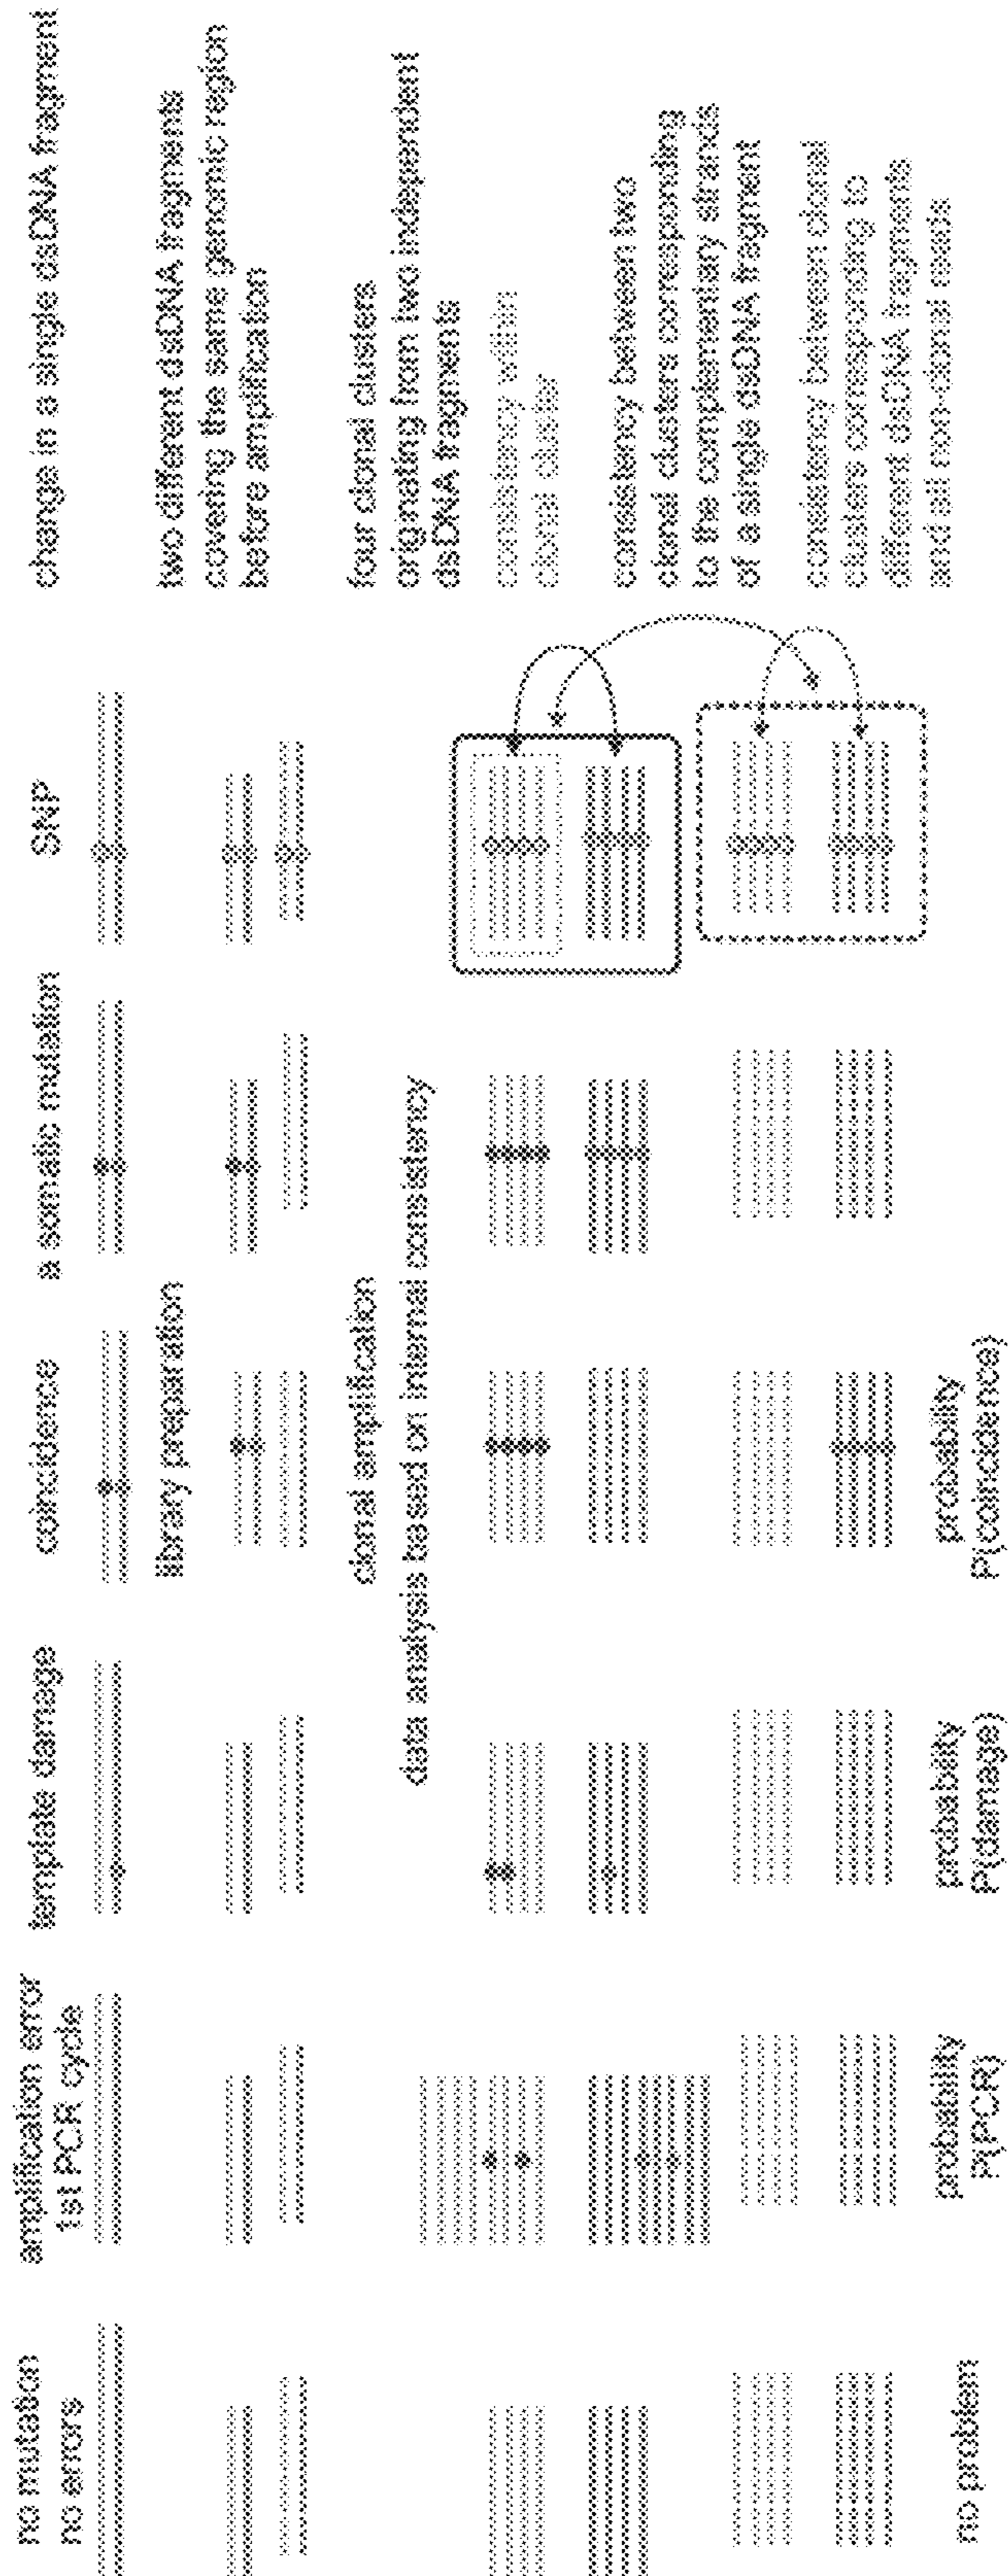 no mutation
no errors
amplification error
1st PCR cycle
template damage
coincidence
a somatic mutation
SNP
change in a single dsDNA fragment
library preparation
two different dsDNA fragments
covering the same genomic region
before amplification
clonal amplification
data analysis based on internal consistency
four clonal clusters
originating from two independent
dsDNA fragments
consistency within
clonal cluster
consistency between two
clonal clusters corresponding
to the complementary strands
of a single dsDNA fragment
consistency between clonal
clusters corresponding to
different dsDNA fragments
and all non-clonal reads
no problem
probability
P(PCR)
probability
P(damage)
probability
P(coincidence)